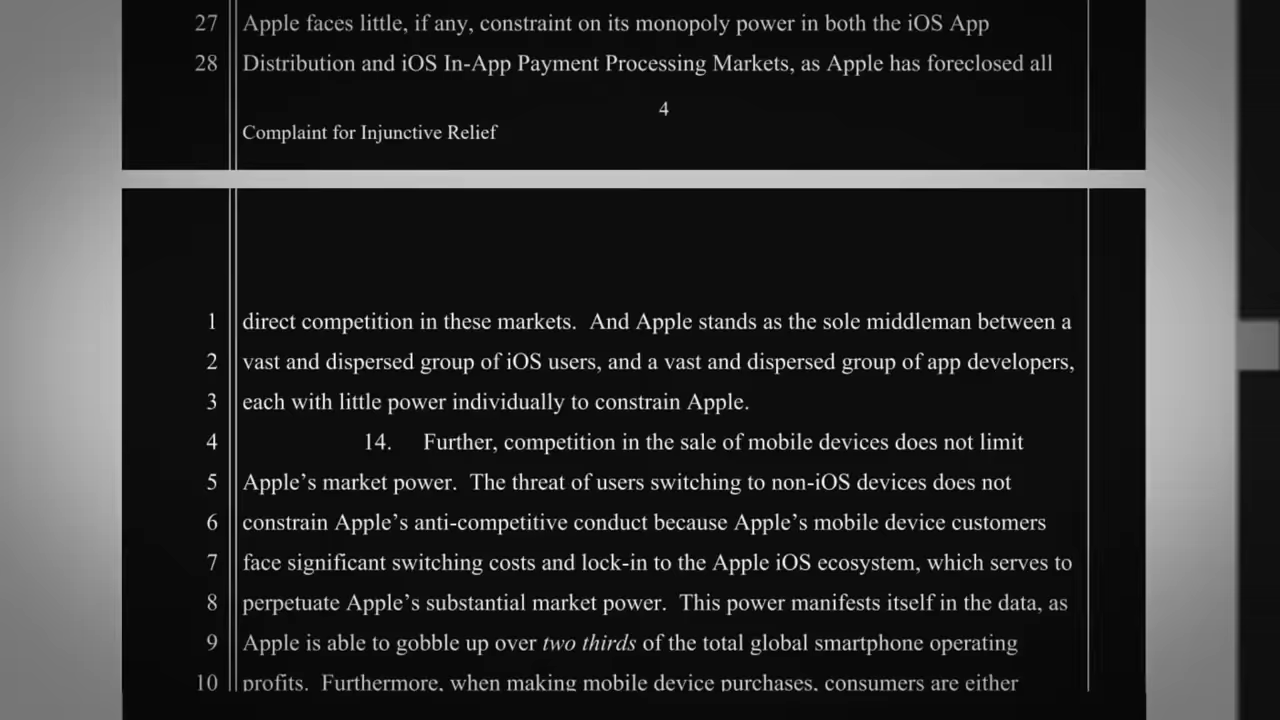 27 Apple faces little, if any, constraint on its monopoly power in both the iOS App
28 Distribution and iOS In-App Payment Processing Markets, as Apple has foreclosed all
4
Complaint for Injunctive Relief
1 direct competition in these markets.  And Apple stands as the sole middleman between a
2 vast and dispersed group of iOS users, and a vast and dispersed group of app developers,
3 each with little power individually to constrain Apple.
4 14. Further, competition in the sale of mobile devices does not limit
5 Apple’s market power.  The threat of users switching to non-iOS devices does not
6 constrain Apple’s anti-competitive conduct because Apple’s mobile device customers
7 face significant switching costs and lock-in to the Apple iOS ecosystem, which serves to
8 perpetuate Apple’s substantial market power.  This power manifests itself in the data, as
9 Apple is able to gobble up over two thirds of the total global smartphone operating
10 profits.  Furthermore, when making mobile device purchases, consumers are either